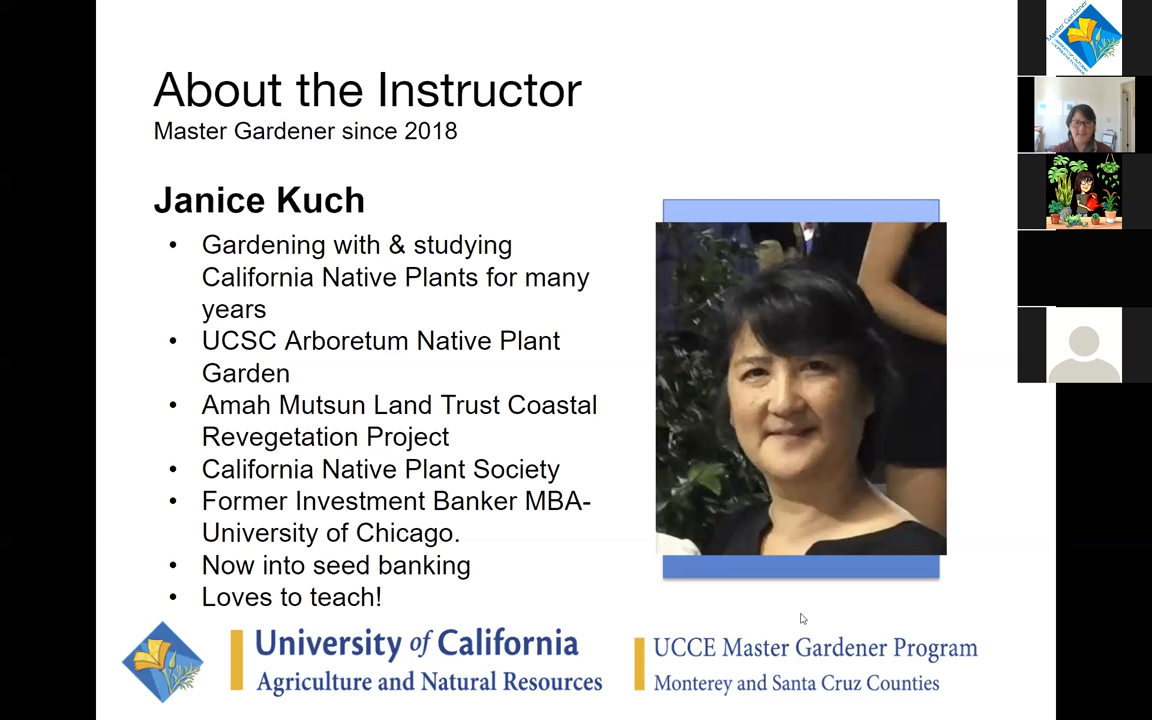 About the Instructor
Master Gardener since 2018
Janice Kuch
• Gardening with & studying
California Native Plants for many
years
• UCSC Arboretum Native Plant
Garden
• Amah Mutsun Land Trust Coastal
Revegetation Project
• California Native Plant Society
• Former Investment Banker MBA-
University of Chicago.
• Now into seed banking
• Loves to teach!
University of California
Agriculture and Natural Resources
UCCE Master Gardener Program
Monterey and Santa Cruz Counties
Master Gardener